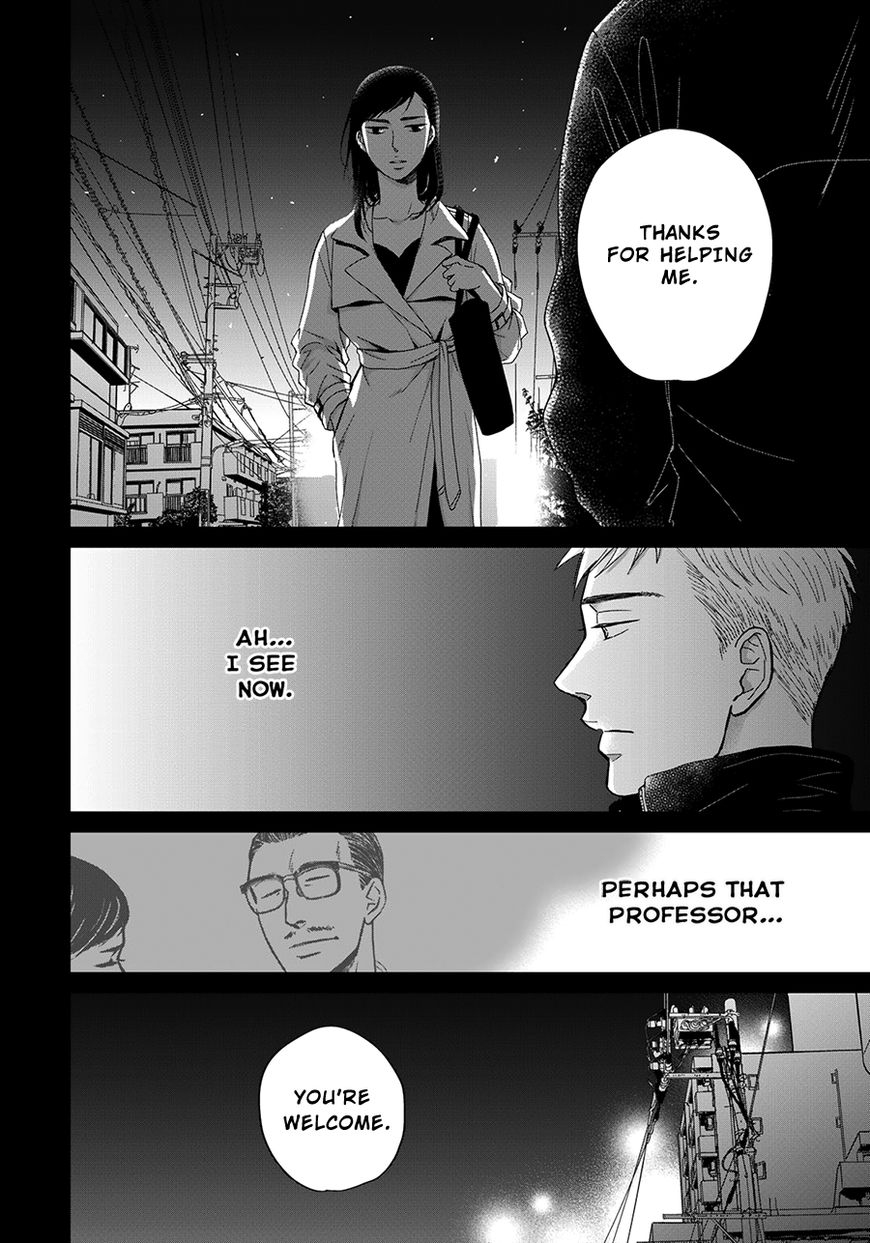 THANKS
FOR HELPING
ME.
AH...
I SEE
NOW.
PERHAPS THAT
PROFESSOR...
YOU'RE
WELCOME.